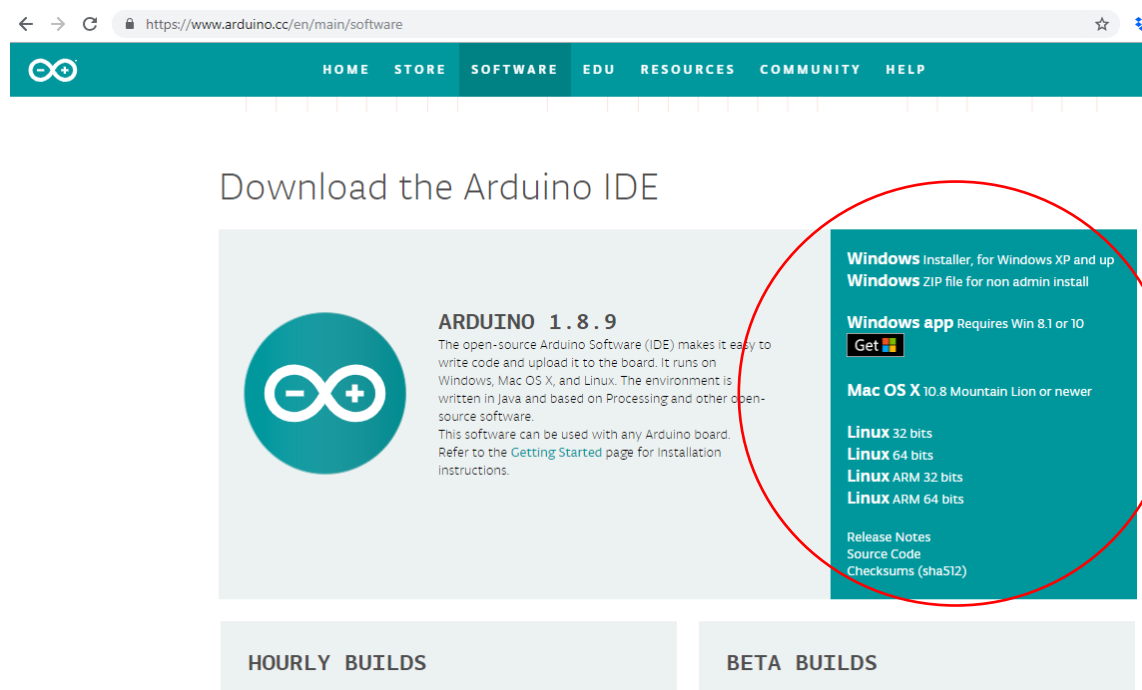 https://www.arduino.cc/en/main/software
HOME STORE SOFTWARE EDU RESOURCES COMMUNITY HELP
Download the Arduino IDE
ARDUINO 1.8.9
The open-source Arduino Software (IDE) makes it easy to
write code and upload it to the board. It runs on
Windows, Mac OS X, and Linux. The environment is
written in Java and based on Processing and other open-
source software.
This software can be used with any Arduino board.
Refer to the Getting Started page for Installation
instructions.
Windows Installer, for Windows XP and up
Windows ZIP file for non admin install
Windows app Requires Win 8.1 or 10
Get
Mac OS X 10.8 Mountain Lion or newer
Linux 32 bits
Linux 64 bits
Linux ARM 32 bits
Linux ARM 64 bits
Release Notes
Source Code
Checksums (sha512)
HOURLY BUILDS
BETA BUILDS